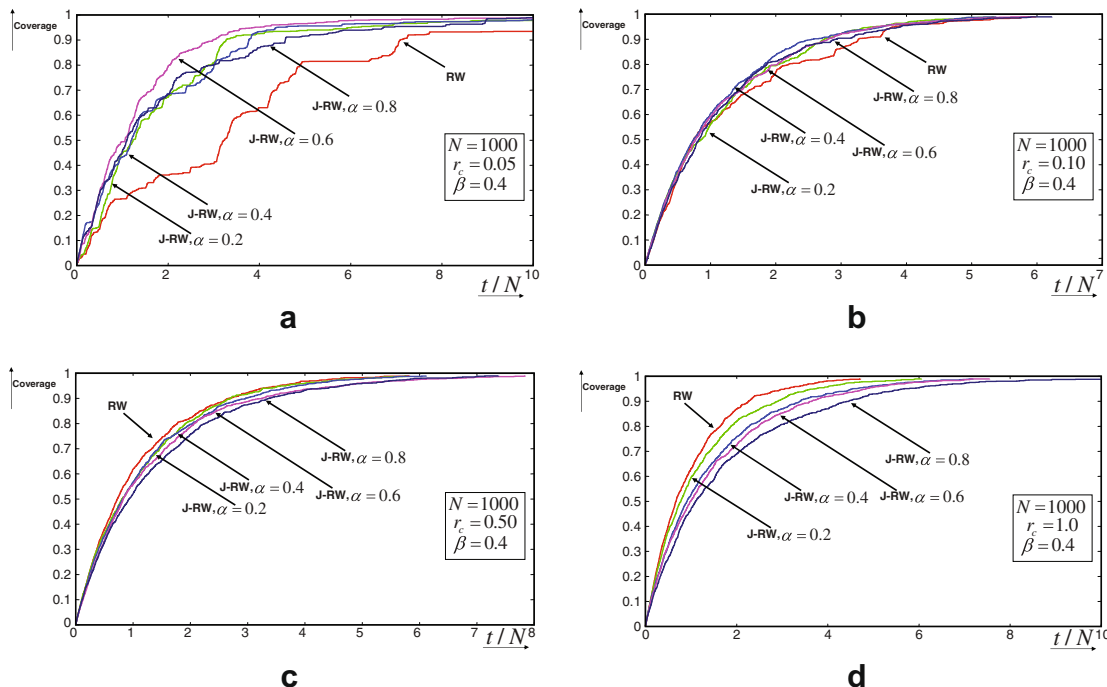 Coverage
1
0.9
0.8
0.7
0.6
0.5
0.4
0.3
0.2
0.1
0
0 2 4 6 8 10
t / N
RW
J-RW, α = 0.8
J-RW, α = 0.6
J-RW, α = 0.4
J-RW, α = 0.2
N = 1000
r_c = 0.05
β = 0.4
a
Coverage
1
0.9
0.8
0.7
0.6
0.5
0.4
0.3
0.2
0.1
0
0 1 2 3 4 5 6 7
t / N
RW
J-RW, α = 0.8
J-RW, α = 0.4
J-RW, α = 0.6
J-RW, α = 0.2
N = 1000
r_c = 0.10
β = 0.4
b
Coverage
1
0.9
0.8
0.7
0.6
0.5
0.4
0.3
0.2
0.1
0
0 1 2 3 4 5 6 7 8
t / N
RW
J-RW, α = 0.8
J-RW, α = 0.4
J-RW, α = 0.6
J-RW, α = 0.2
N = 1000
r_c = 0.50
β = 0.4
c
Coverage
1
0.9
0.8
0.7
0.6
0.5
0.4
0.3
0.2
0.1
0
0 2 4 6 8 10
t / N
RW
J-RW, α = 0.8
J-RW, α = 0.4
J-RW, α = 0.6
J-RW, α = 0.2
N = 1000
r_c = 1.0
β = 0.4
d